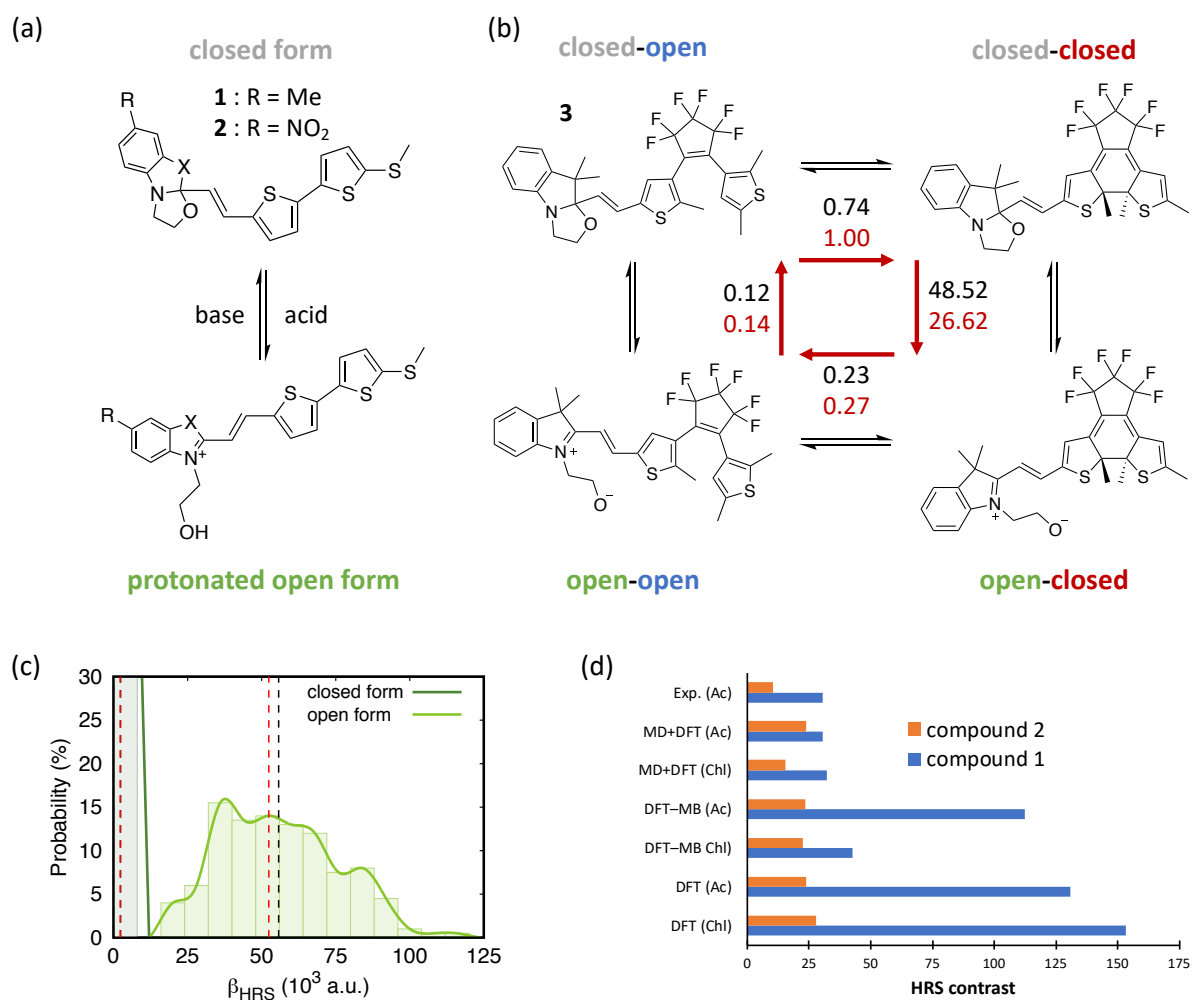 (a)
closed form
1 : R = Me
2 : R = NO2
R
X
N
O
S
S
S
base
acid
R
X
N+
S
S
S
OH
protonated open form
(b)
closed-open
closed-closed
3
F F F F F F
N
O
S
S
F F F F F F
N
O
S
S
0.74
1.00
0.12
0.14
48.52
26.62
0.23
0.27
F F F F F F
N+
O−
S
S
F F F F F F
N+
O−
S
S
open-open
open-closed
(c)
closed form
open form
Probability (%)
30
25
20
15
10
5
0
0 25 50 75 100 125
βHRS (10³ a.u.)
(d)
Exp. (Ac)
MD+DFT (Ac)
MD+DFT (Chl)
DFT–MB (Ac)
DFT–MB Chl)
DFT (Ac)
DFT (Chl)
compound 2
compound 1
0 25 50 75 100 125 150 175
HRS contrast